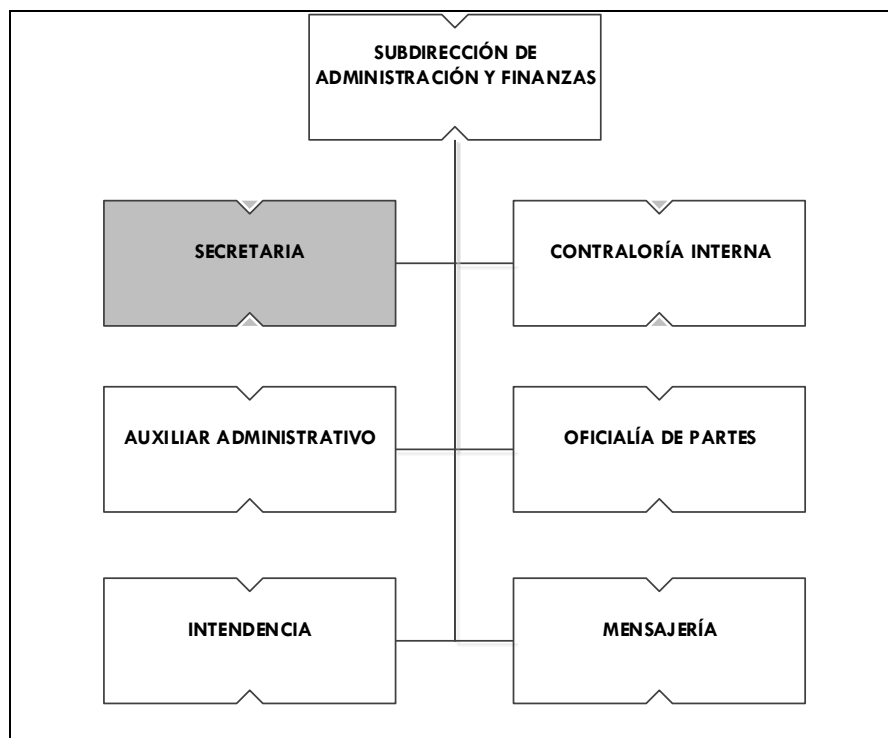 SUBDIRECCIÓN DE
ADMINISTRACIÓN Y FINANZAS
SECRETARIA
CONTRALORÍA INTERNA
AUXILIAR ADMINISTRATIVO
OFICIALÍA DE PARTES
INTENDENCIA
MENSAJERÍA